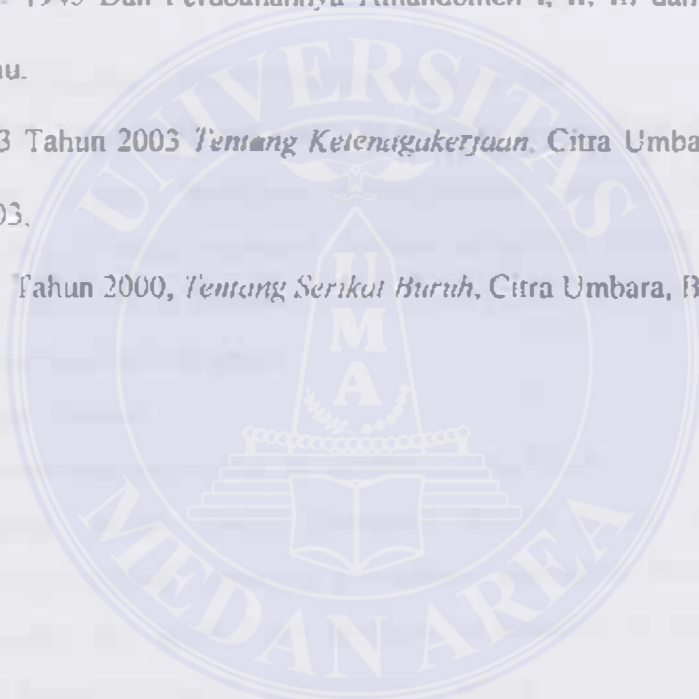 1945 Dan Perubahannya Amandemen I, II, III dan
3 Tahun 2003 Tentang Ketenagakerjaan. Citra Umba
03.
Tahun 2000, Tentang Serikat Buruh, Citra Umbara, B
UNIVERSITAS
UMA
MEDAN AREA